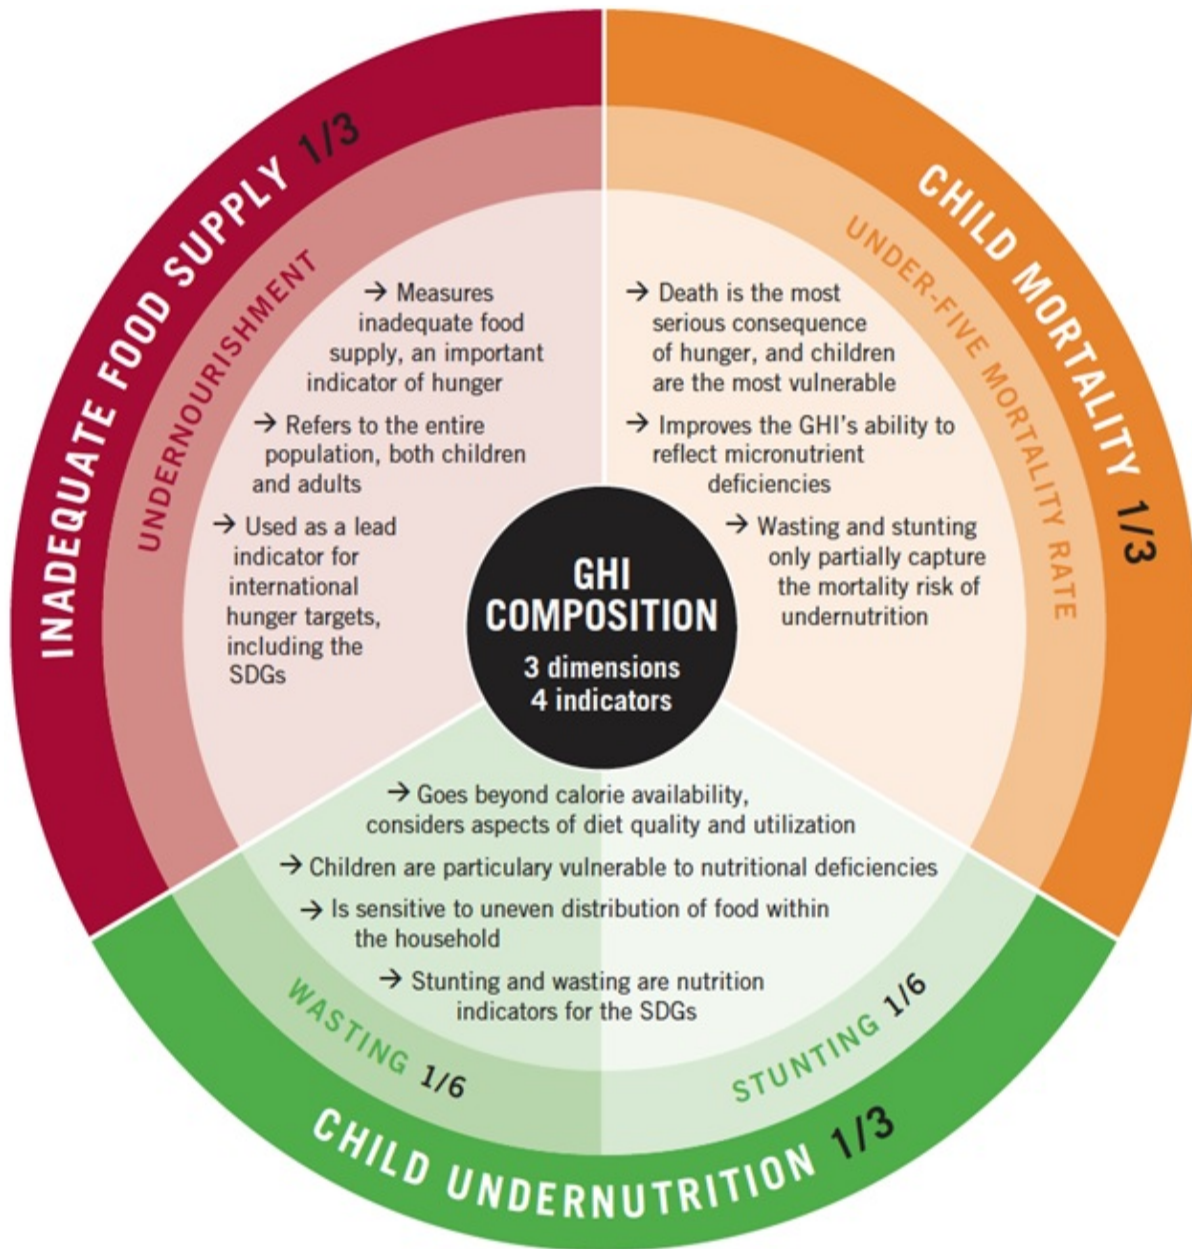 INADEQUATE FOOD SUPPLY 1/3
UNDERNOURISHMENT
→ Measures
inadequate food
supply, an important
indicator of hunger
→ Refers to the entire
population, both children
and adults
→ Used as a lead
indicator for
international
hunger targets,
including the
SDGs
CHILD MORTALITY 1/3
UNDER-FIVE MORTALITY RATE
→ Death is the most
serious consequence
of hunger, and children
are the most vulnerable
→ Improves the GHI's ability to
reflect micronutrient
deficiencies
→ Wasting and stunting
only partially capture
the mortality risk of
undernutrition
GHI
COMPOSITION
3 dimensions
4 indicators
→ Goes beyond calorie availability,
considers aspects of diet quality and utilization
→ Children are particulary vulnerable to nutritional deficiencies
→ Is sensitive to uneven distribution of food within
the household
→ Stunting and wasting are nutrition
indicators for the SDGs
WASTING 1/6
STUNTING 1/6
CHILD UNDERNUTRITION 1/3